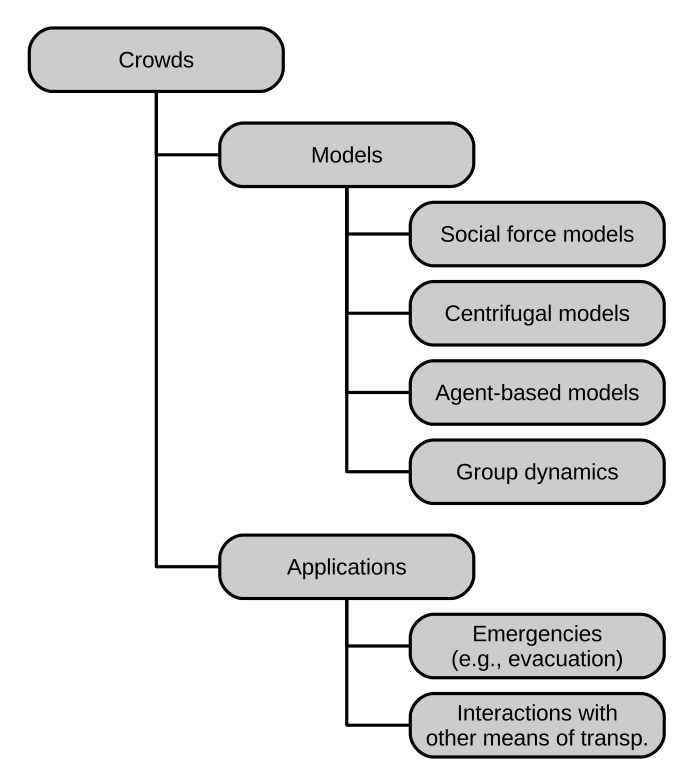 Crowds
Models
Social force models
Centrifugal models
Agent-based models
Group dynamics
Applications
Emergencies
(e.g., evacuation)
Interactions with
other means of transp.